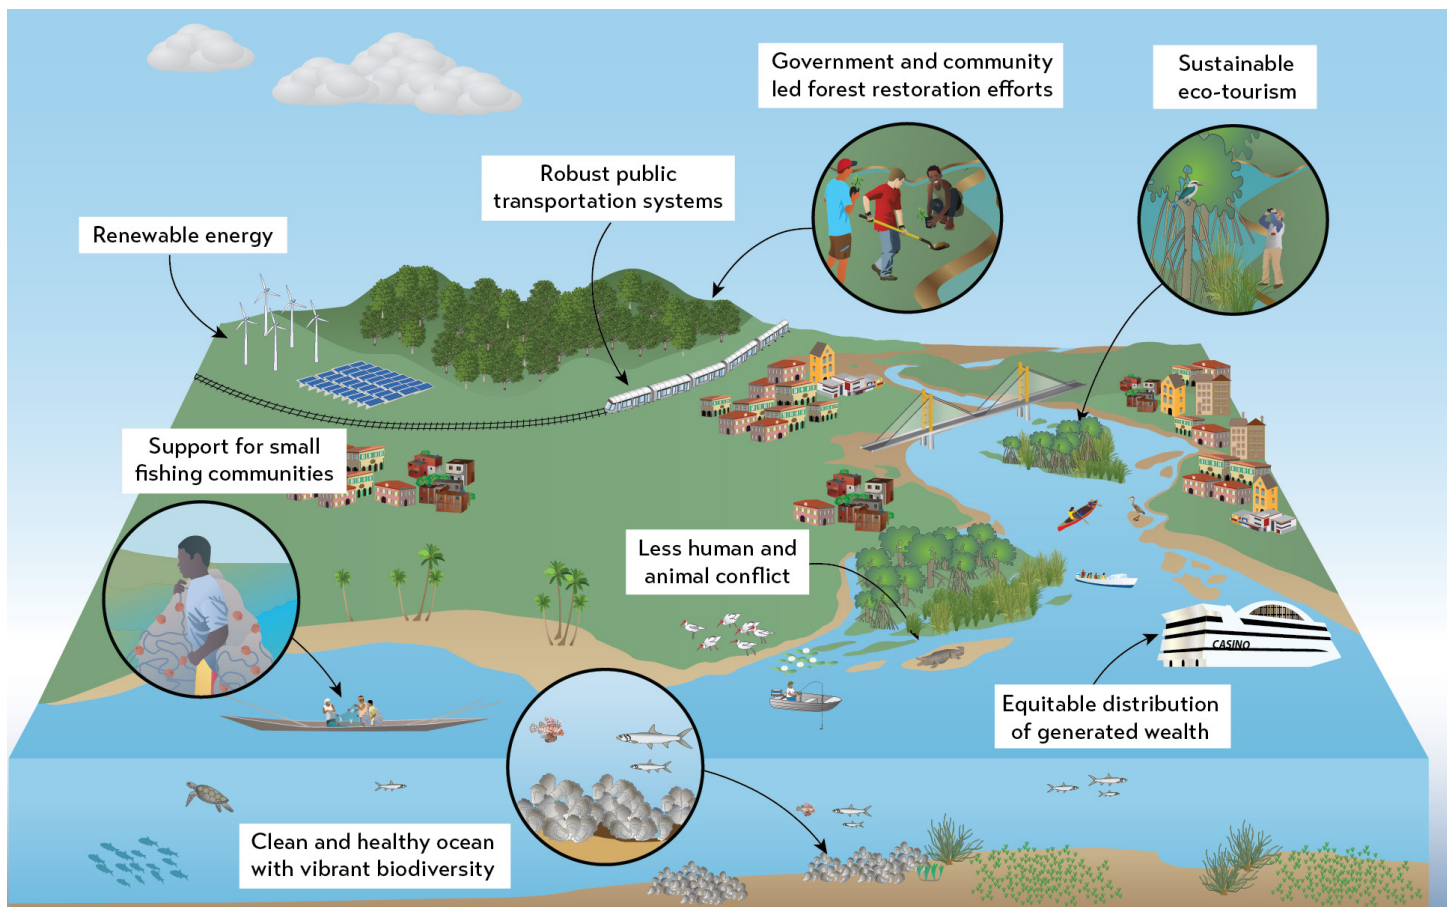 Government and community
led forest restoration efforts
Sustainable
eco-tourism
Robust public
transportation systems
Renewable energy
Support for small
fishing communities
Less human and
animal conflict
CASINO
Equitable distribution
of generated wealth
Clean and healthy ocean
with vibrant biodiversity